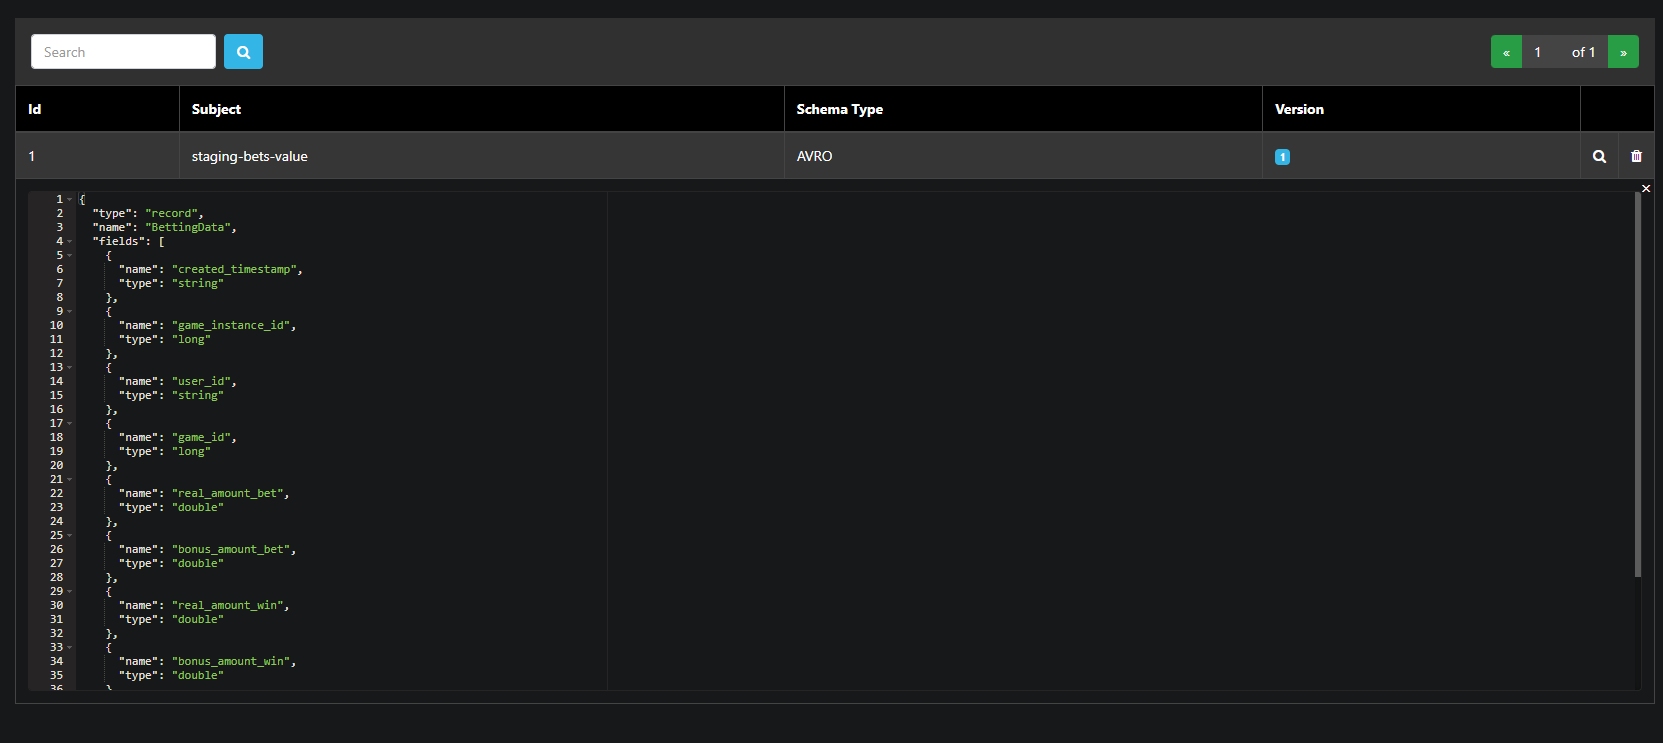 Search
« 1 of 1 »
Id Subject Schema Type Version
1 staging-bets-value AVRO 1
×
1 {
2 "type": "record",
3 "name": "BettingData",
4 "fields": [
5 {
6 "name": "created_timestamp",
7 "type": "string"
8 },
9 {
10 "name": "game_instance_id",
11 "type": "long"
12 },
13 {
14 "name": "user_id",
15 "type": "string"
16 },
17 {
18 "name": "game_id",
19 "type": "long"
20 },
21 {
22 "name": "real_amount_bet",
23 "type": "double"
24 },
25 {
26 "name": "bonus_amount_bet",
27 "type": "double"
28 },
29 {
30 "name": "real_amount_win",
31 "type": "double"
32 },
33 {
34 "name": "bonus_amount_win",
35 "type": "double"
36 }